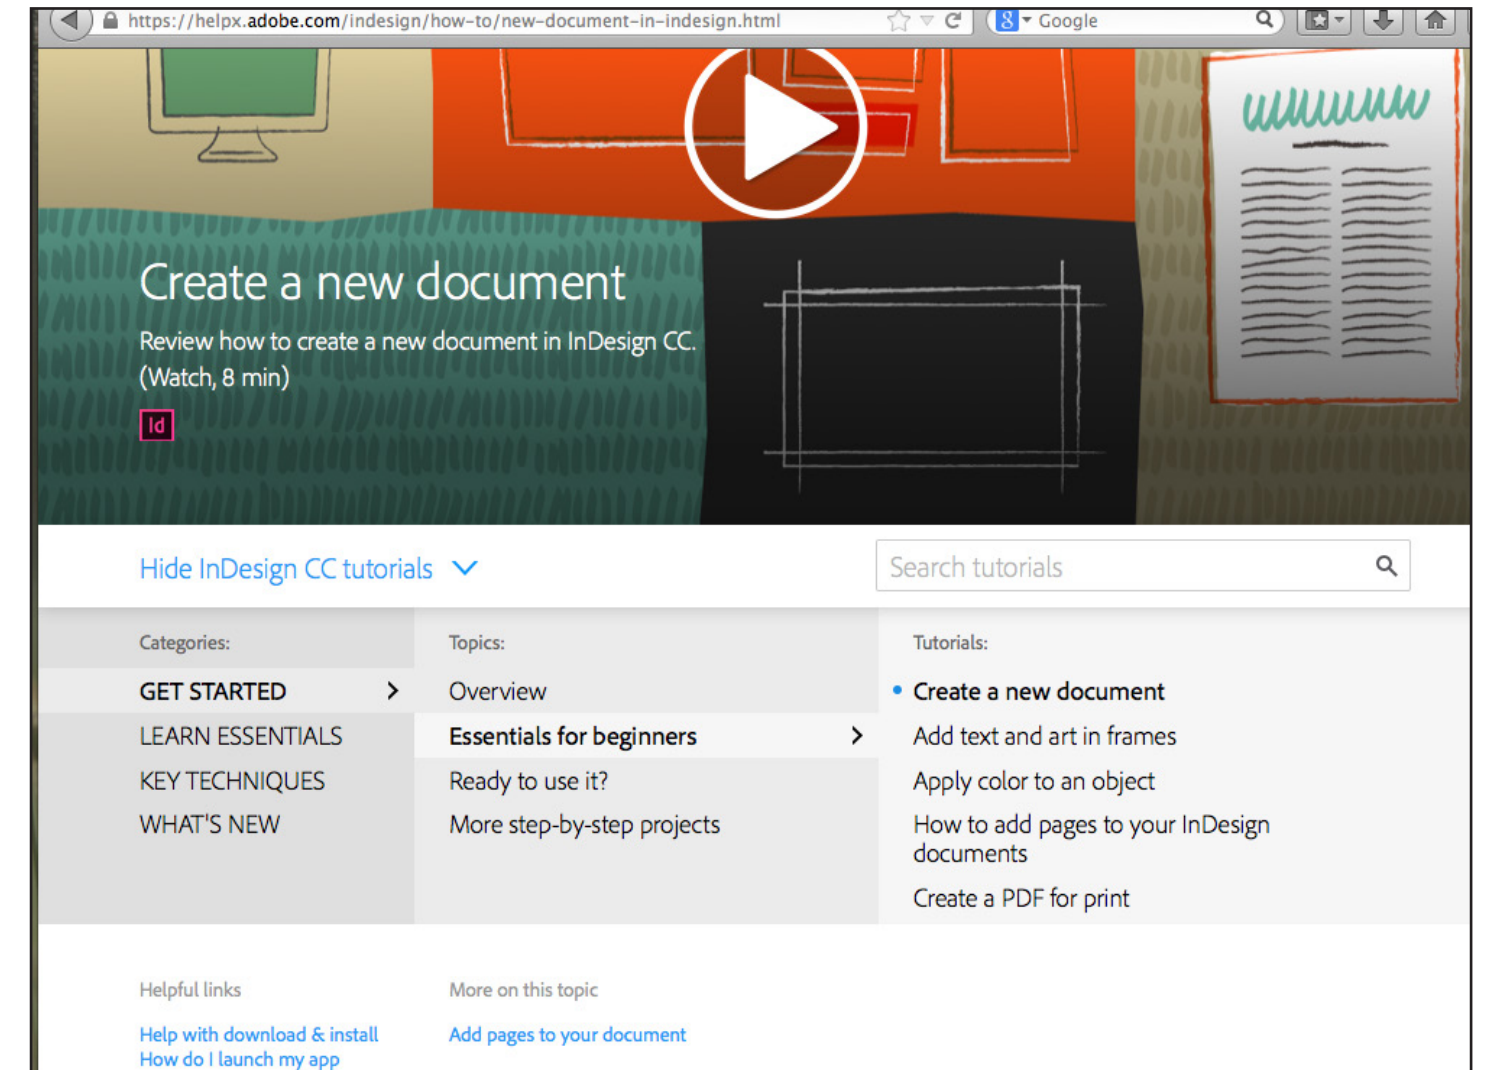 https://helpx.adobe.com/indesign/how-to/new-document-in-indesign.html
8
Google
Create a new document
Review how to create a new document in InDesign CC.
(Watch, 8 min)
Id
Hide InDesign CC tutorials
Search tutorials
Categories:
GET STARTED
LEARN ESSENTIALS
KEY TECHNIQUES
WHAT'S NEW
Topics:
Overview
Essentials for beginners
Ready to use it?
More step-by-step projects
Tutorials:
Create a new document
Add text and art in frames
Apply color to an object
How to add pages to your InDesign
documents
Create a PDF for print
Helpful links
Help with download & install
How do I launch my app
More on this topic
Add pages to your document